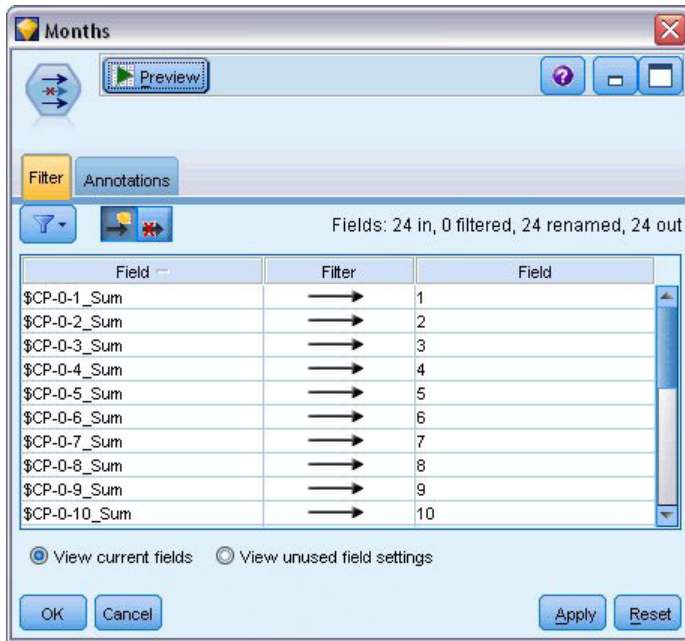 Months
Preview
Filter Annotations
Fields: 24 in, 0 filtered, 24 renamed, 24 out
Field Filter Field
$CP-0-1_Sum 1
$CP-0-2_Sum 2
$CP-0-3_Sum 3
$CP-0-4_Sum 4
$CP-0-5_Sum 5
$CP-0-6_Sum 6
$CP-0-7_Sum 7
$CP-0-8_Sum 8
$CP-0-9_Sum 9
$CP-0-10_Sum 10
View current fields View unused field settings
OK Cancel Apply Reset